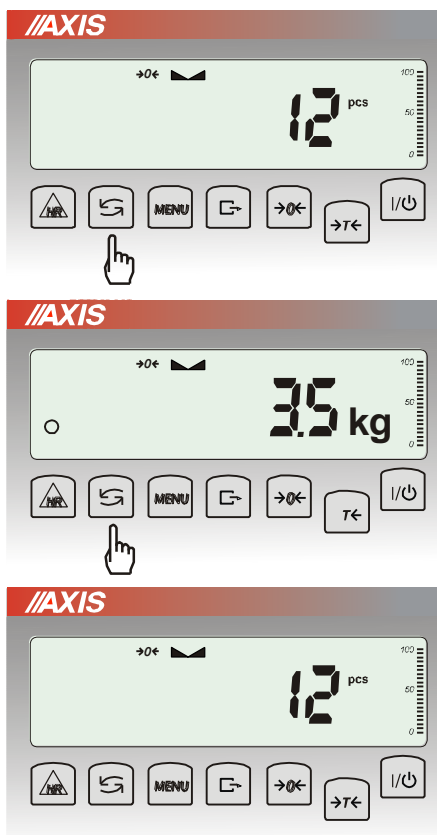 //AXIS
→0←
100
12 pcs
50
0
HR MENU →0← →T← I/⏻
//AXIS
→0←
100
3.5 kg
50
0
HR MENU →0← T← I/⏻
//AXIS
→0←
100
12 pcs
50
0
HR MENU →0← →T← I/⏻